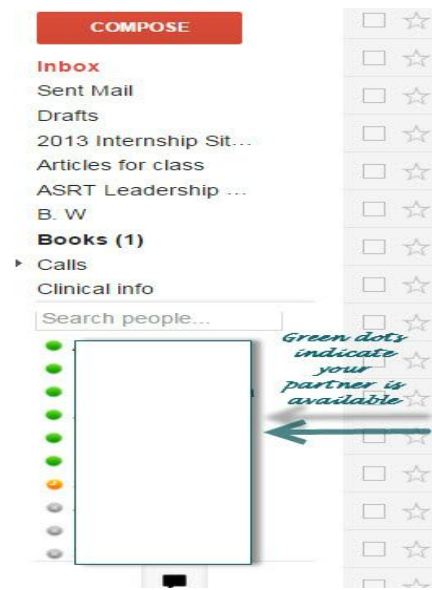 COMPOSE
Inbox
Sent Mail
Drafts
2013 Internship Sit...
Articles for class
ASRT Leadership ...
B. W
Books (1)
Calls
Clinical info
Search people...
Green dots
indicate
your
partner is
available